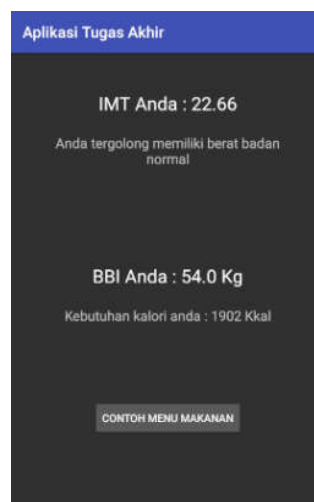 Aplikasi Tugas Akhir
IMT Anda : 22.66
Anda tergolong memiliki berat badan
normal
BBI Anda : 54.0 Kg
Kebutuhan kalori anda : 1902 Kkal
CONTOH MENU MAKANAN